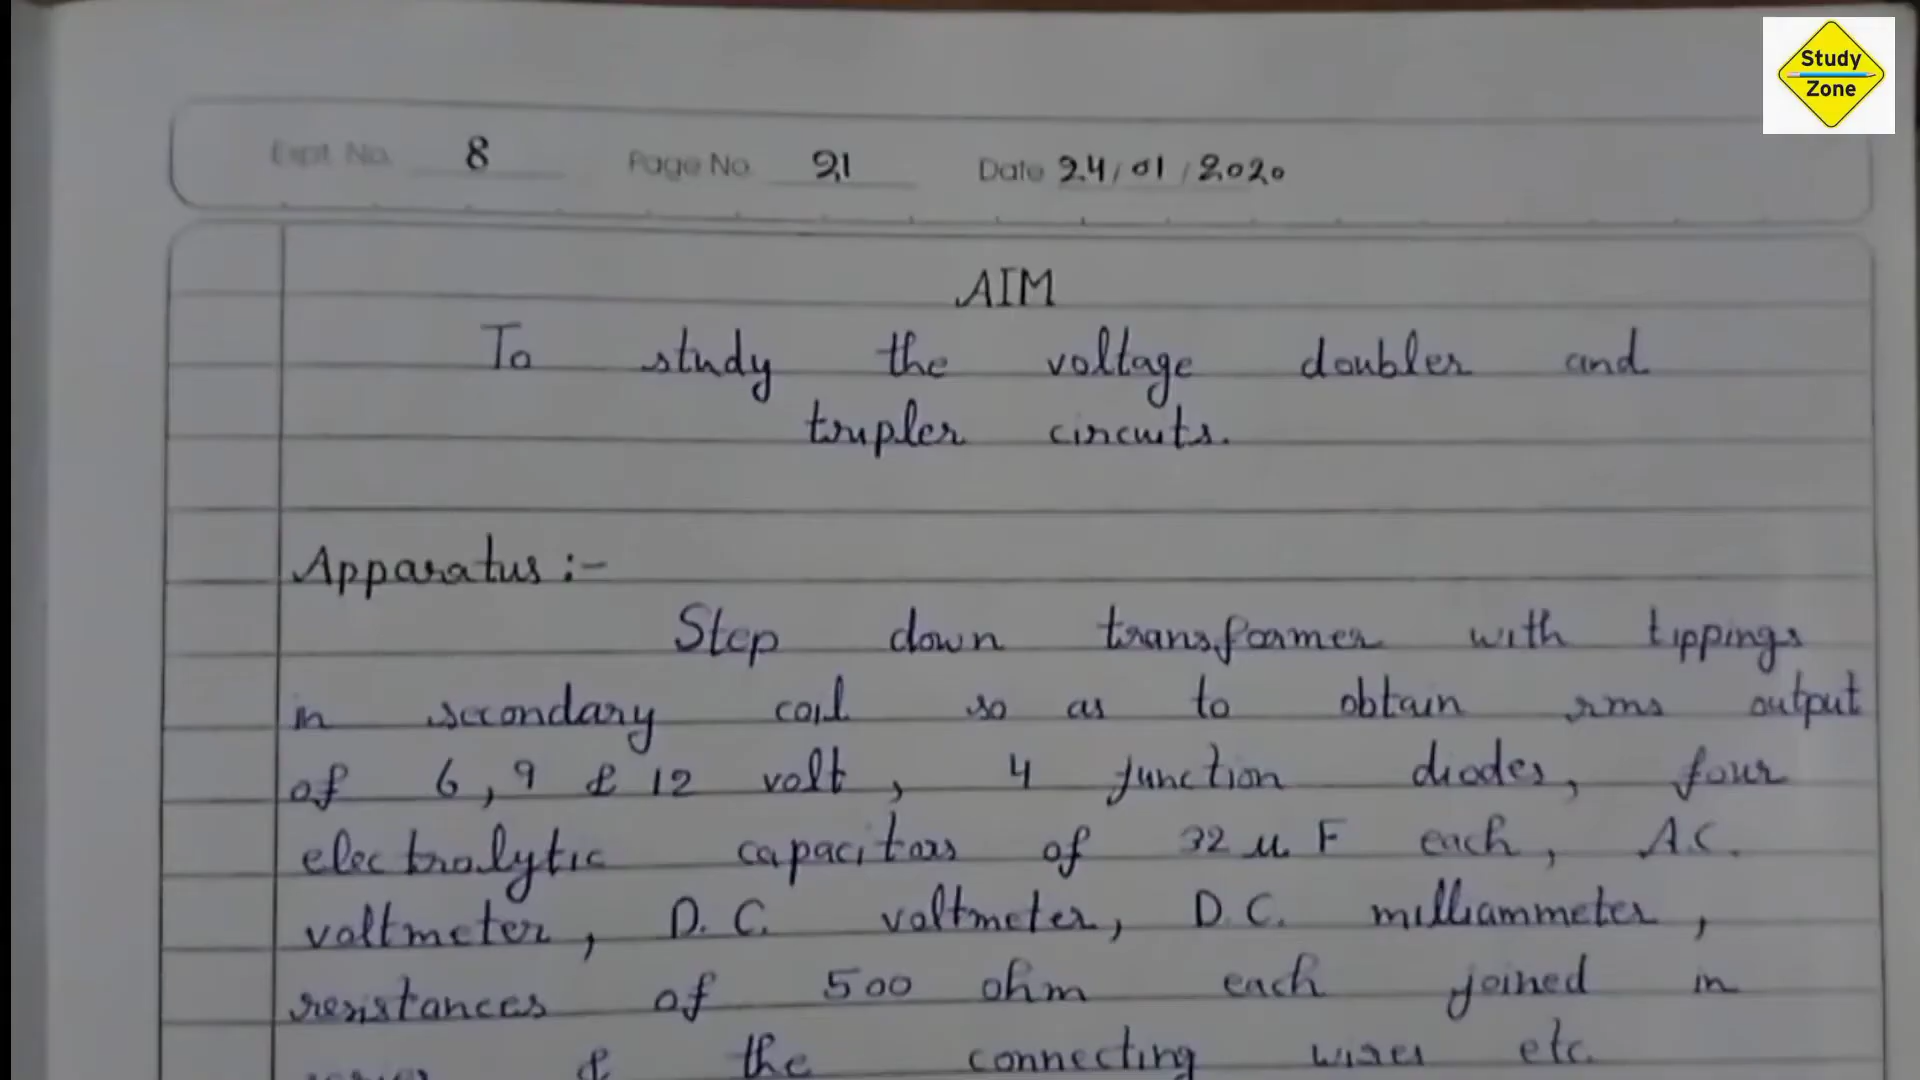 Study
Zone
Expt. No. 8 Page No. 21 Date 24/01/2020
AIM
To study the voltage doubler and
tripler circuits.
Apparatus :-
Step down transformer with tippings
in secondary coil so as to obtain rms output
of 6, 9 & 12 volt, 4 junction diodes, four
electrolytic capacitors of 32 μF each, A.C.
voltmeter, D.C. voltmeter, D.C. milliammeter,
resistances of 500 ohm each joined in
series & the connecting wires etc.